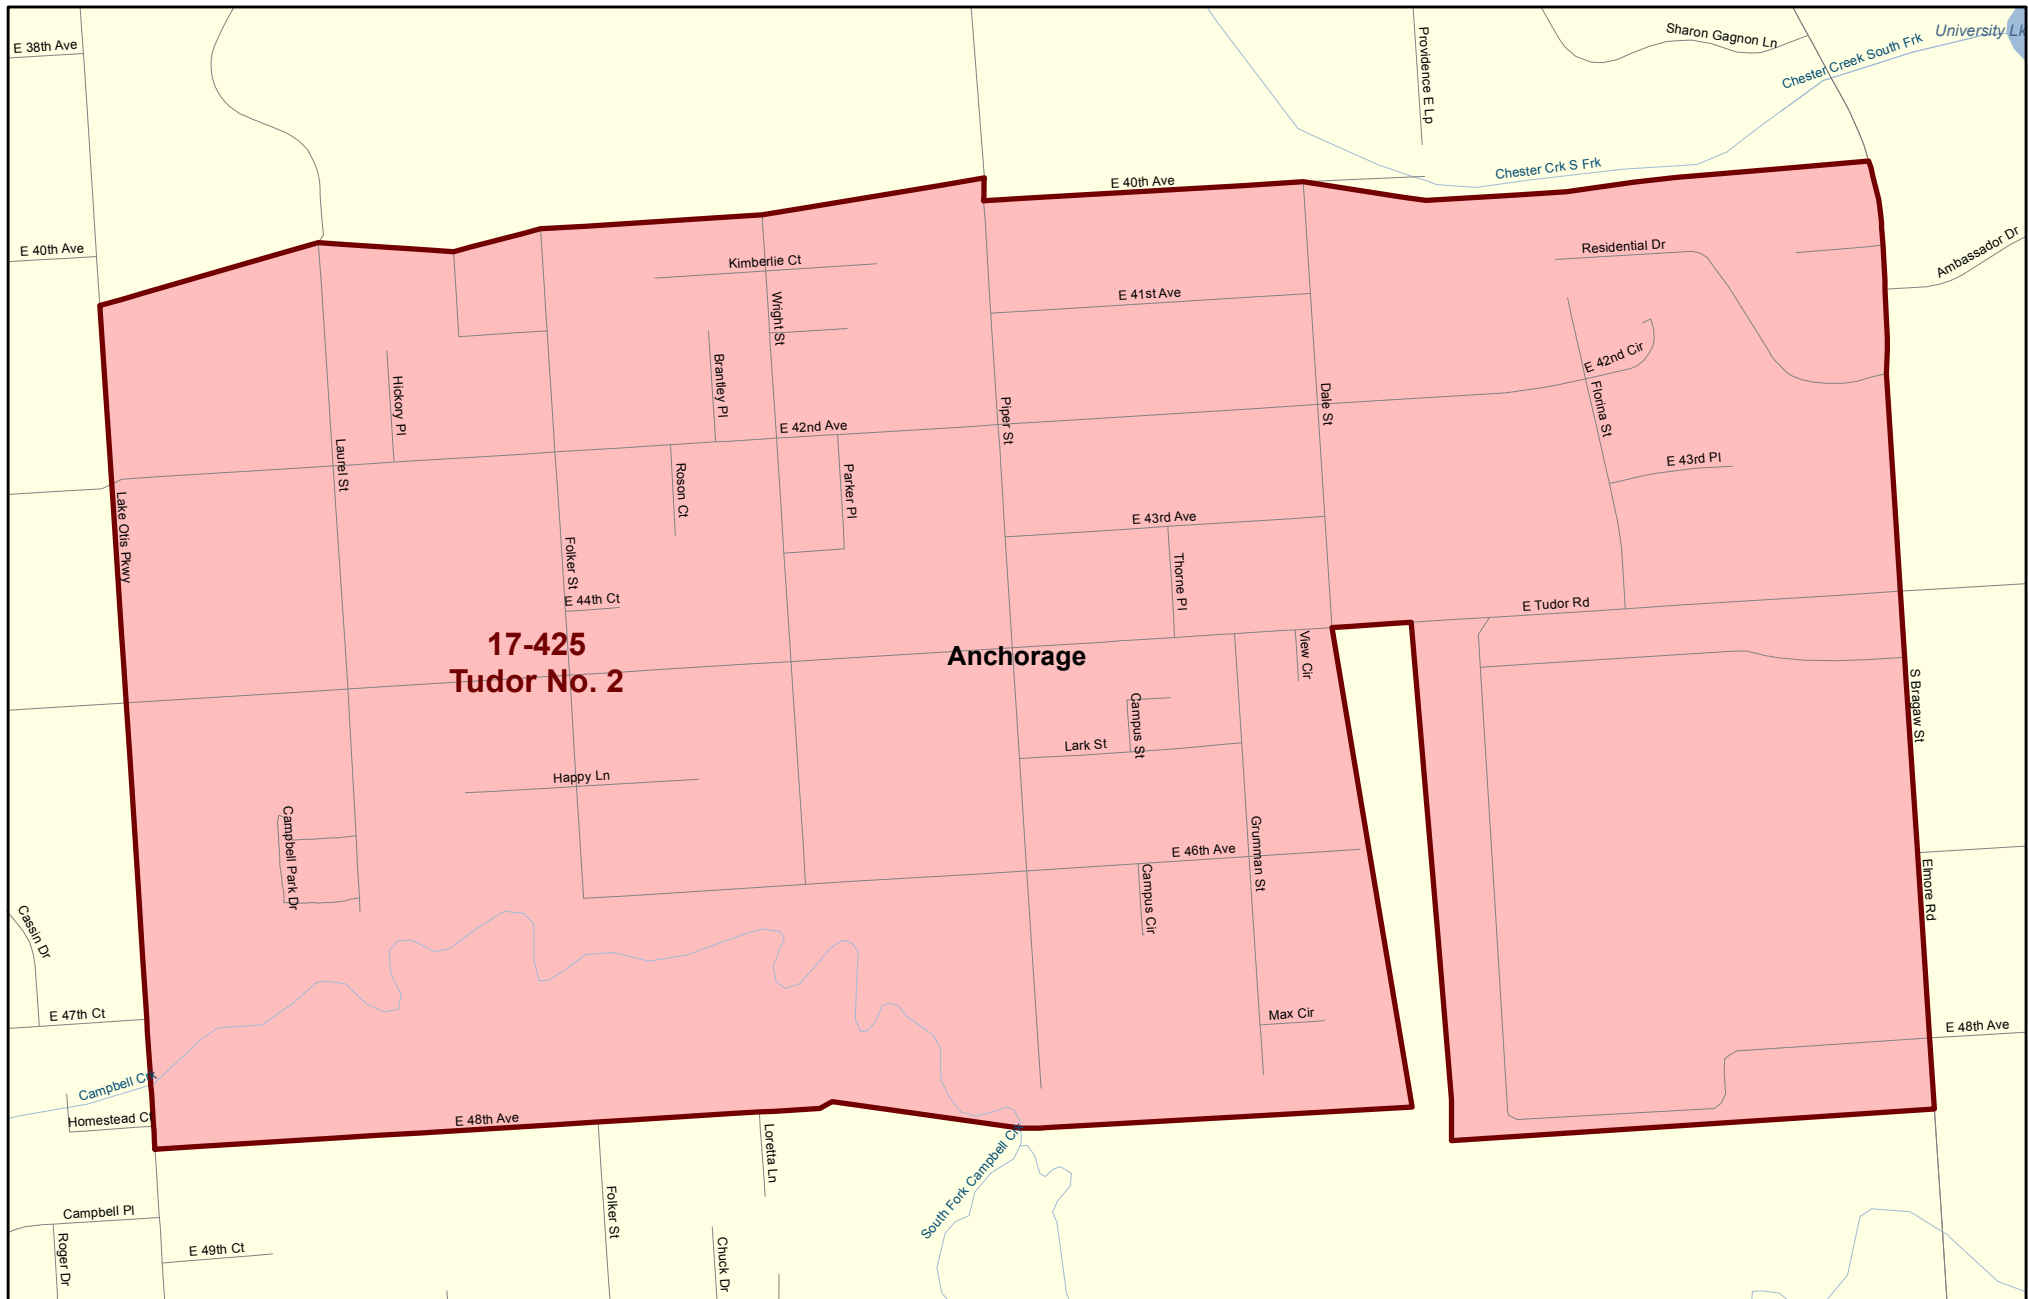 E 38th Ave
Sharon Gagnon Ln
University Lk
Providence E Lp
Chester Creek South Frk
Chester Crk S Frk
E 40th Ave
E 40th Ave
Ambassador Dr
Residential Dr
Kimberlie Ct
E 41st Ave
Wright St
E 42nd Cir
Hickory Pl
Brantley Pl
Piper St
Dale St
Florina St
E 42nd Ave
Laurel St
Roson Ct
Parker Pl
E 43rd Pl
Lake Otis Pkwy
E 43rd Ave
Folker St
Thorne Pl
E 44th Ct
E Tudor Rd
17-425
Tudor No. 2
Anchorage
View Cir
Campus St
S Bragaw St
Lark St
Happy Ln
Campbell Park Dr
Grumman St
E 46th Ave
Campus Cir
Elmore Rd
Cassin Dr
E 47th Ct
Max Cir
E 48th Ave
Campbell Crk
Homestead Ct
E 48th Ave
Loretta Ln
South Fork Campbell Crk
Campbell Pl
Folker St
Roger Dr
E 49th Ct
Chuck Dr